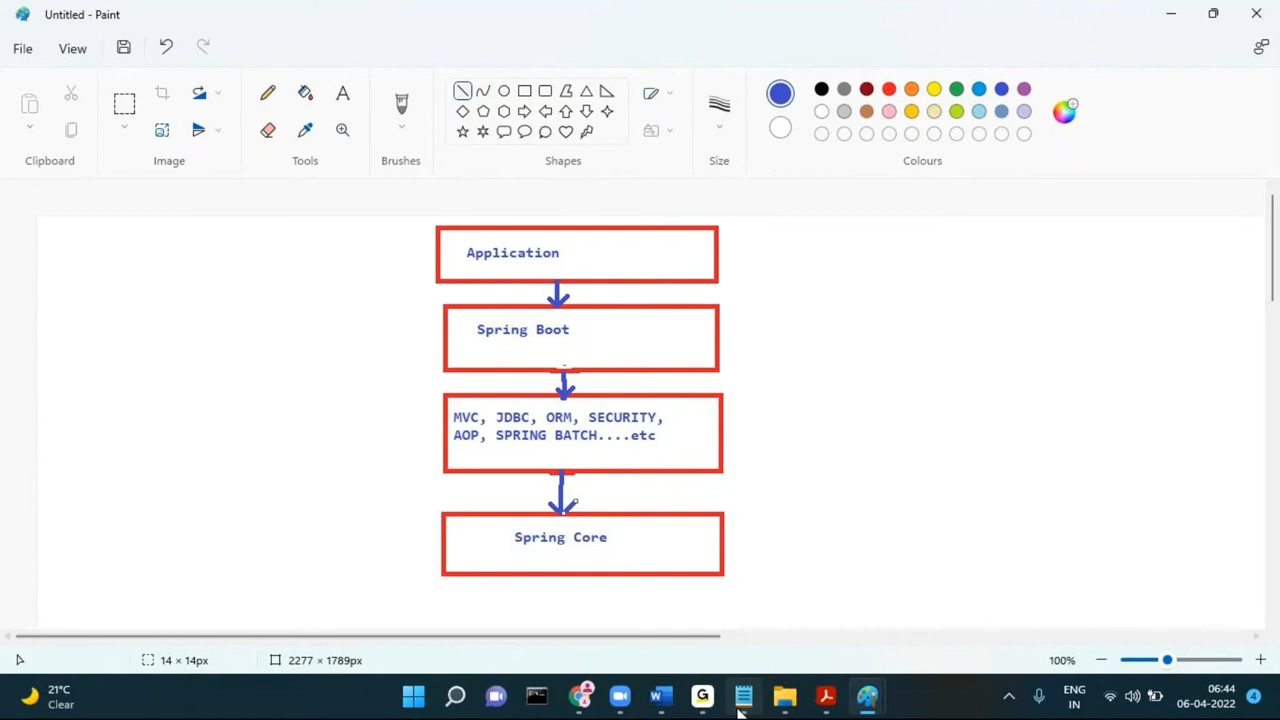 Untitled - Paint
File
View
Clipboard
Image
Tools
Brushes
Shapes
Size
Colours
Application
Spring Boot
MVC, JDBC, ORM, SECURITY,
AOP, SPRING BATCH....etc
Spring Core
14 × 14px
2277 × 1789px
100%
21°C
Clear
ENG
IN
06:44
06-04-2022
4